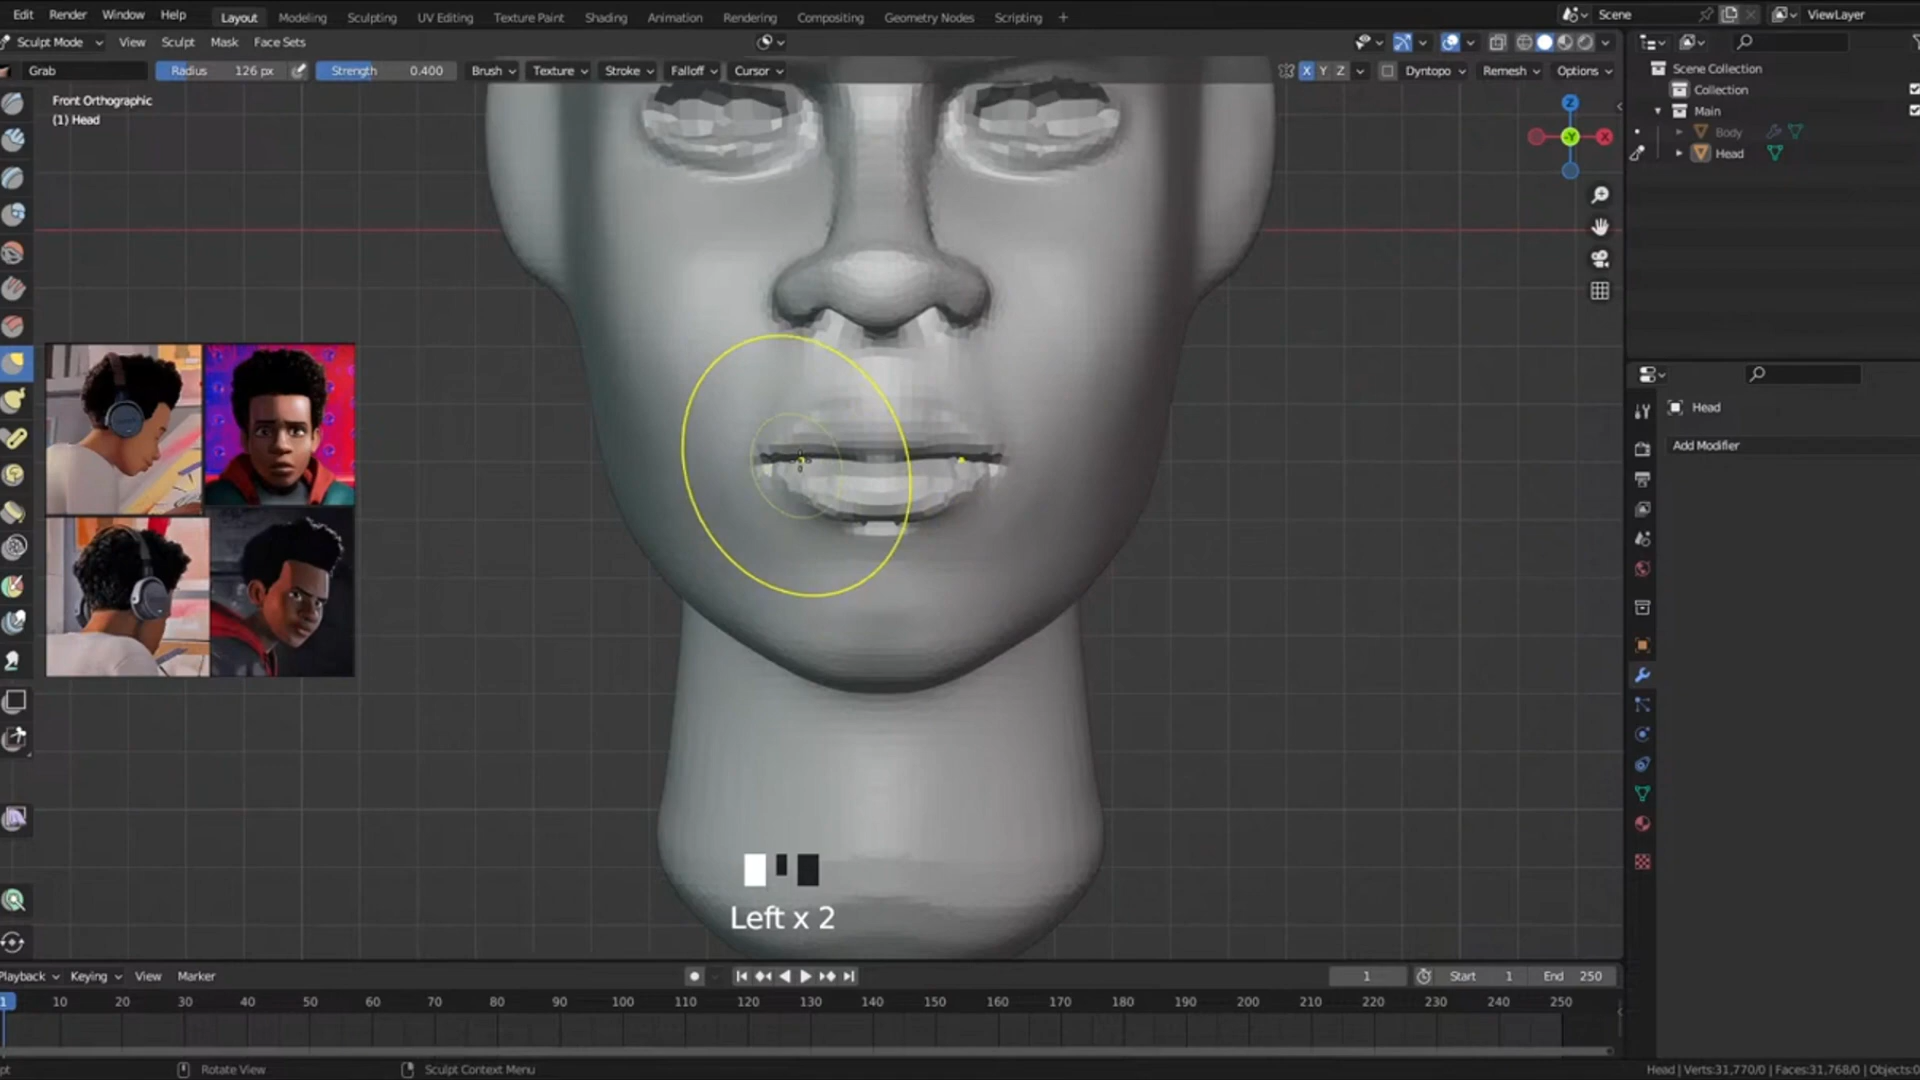 Edit Render Window Help Layout Modeling Sculpting UV Editing Texture Paint Shading Animation Rendering Compositing Geometry Nodes Scripting + Scene ViewLayer
Sculpt Mode View Sculpt Mask Face Sets
Grab Radius 126 px Strength 0.400 Brush Texture Stroke Falloff Cursor X Y Z Dyntopo Remesh Options
Scene Collection
Collection
Main
Body
Head
Front Orthographic
(1) Head
Z
-Y
X
Head
Add Modifier
Left x 2
Playback Keying View Marker 1 Start 1 End 250
1 10 20 30 40 50 60 70 80 90 100 110 120 130 140 150 160 170 180 190 200 210 220 230 240 250
pt Rotate View Sculpt Context Menu Head | Verts:31,770/0 | Faces:31,768/0 | Objects:0